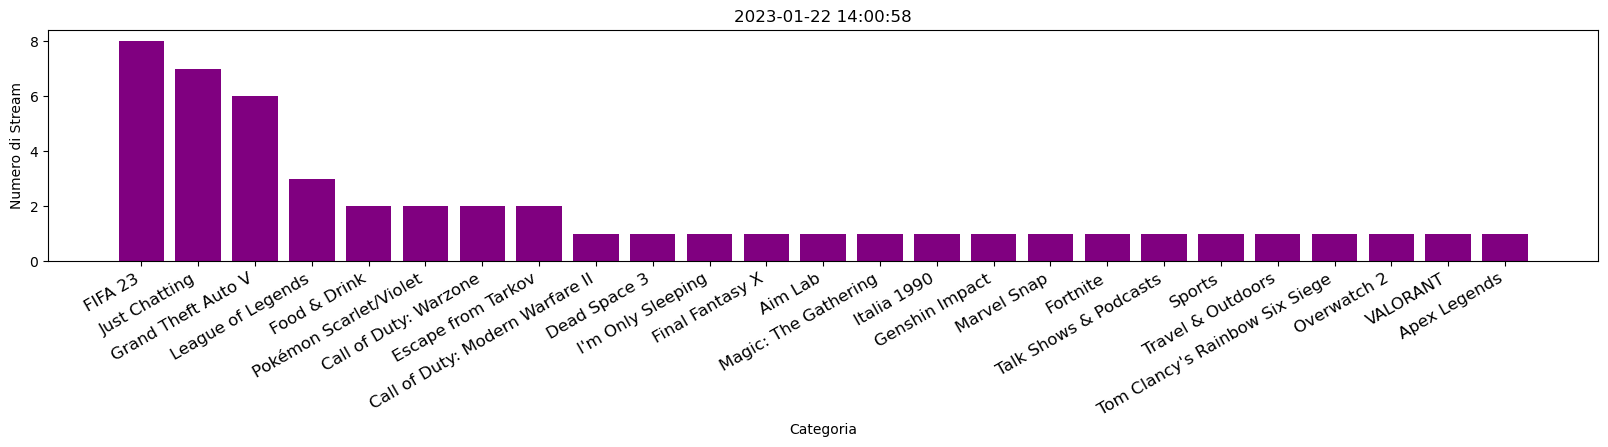 2023-01-22 14:00:58
Numero di Stream
8
6
4
2
0
FIFA 23
Just Chatting
Grand Theft Auto V
League of Legends
Food & Drink
Pokémon Scarlet/Violet
Call of Duty: Warzone
Escape from Tarkov
Call of Duty: Modern Warfare II
Dead Space 3
I'm Only Sleeping
Final Fantasy X
Aim Lab
Magic: The Gathering
Italia 1990
Genshin Impact
Marvel Snap
Fortnite
Talk Shows & Podcasts
Sports
Travel & Outdoors
Tom Clancy's Rainbow Six Siege
Overwatch 2
VALORANT
Apex Legends
Categoria